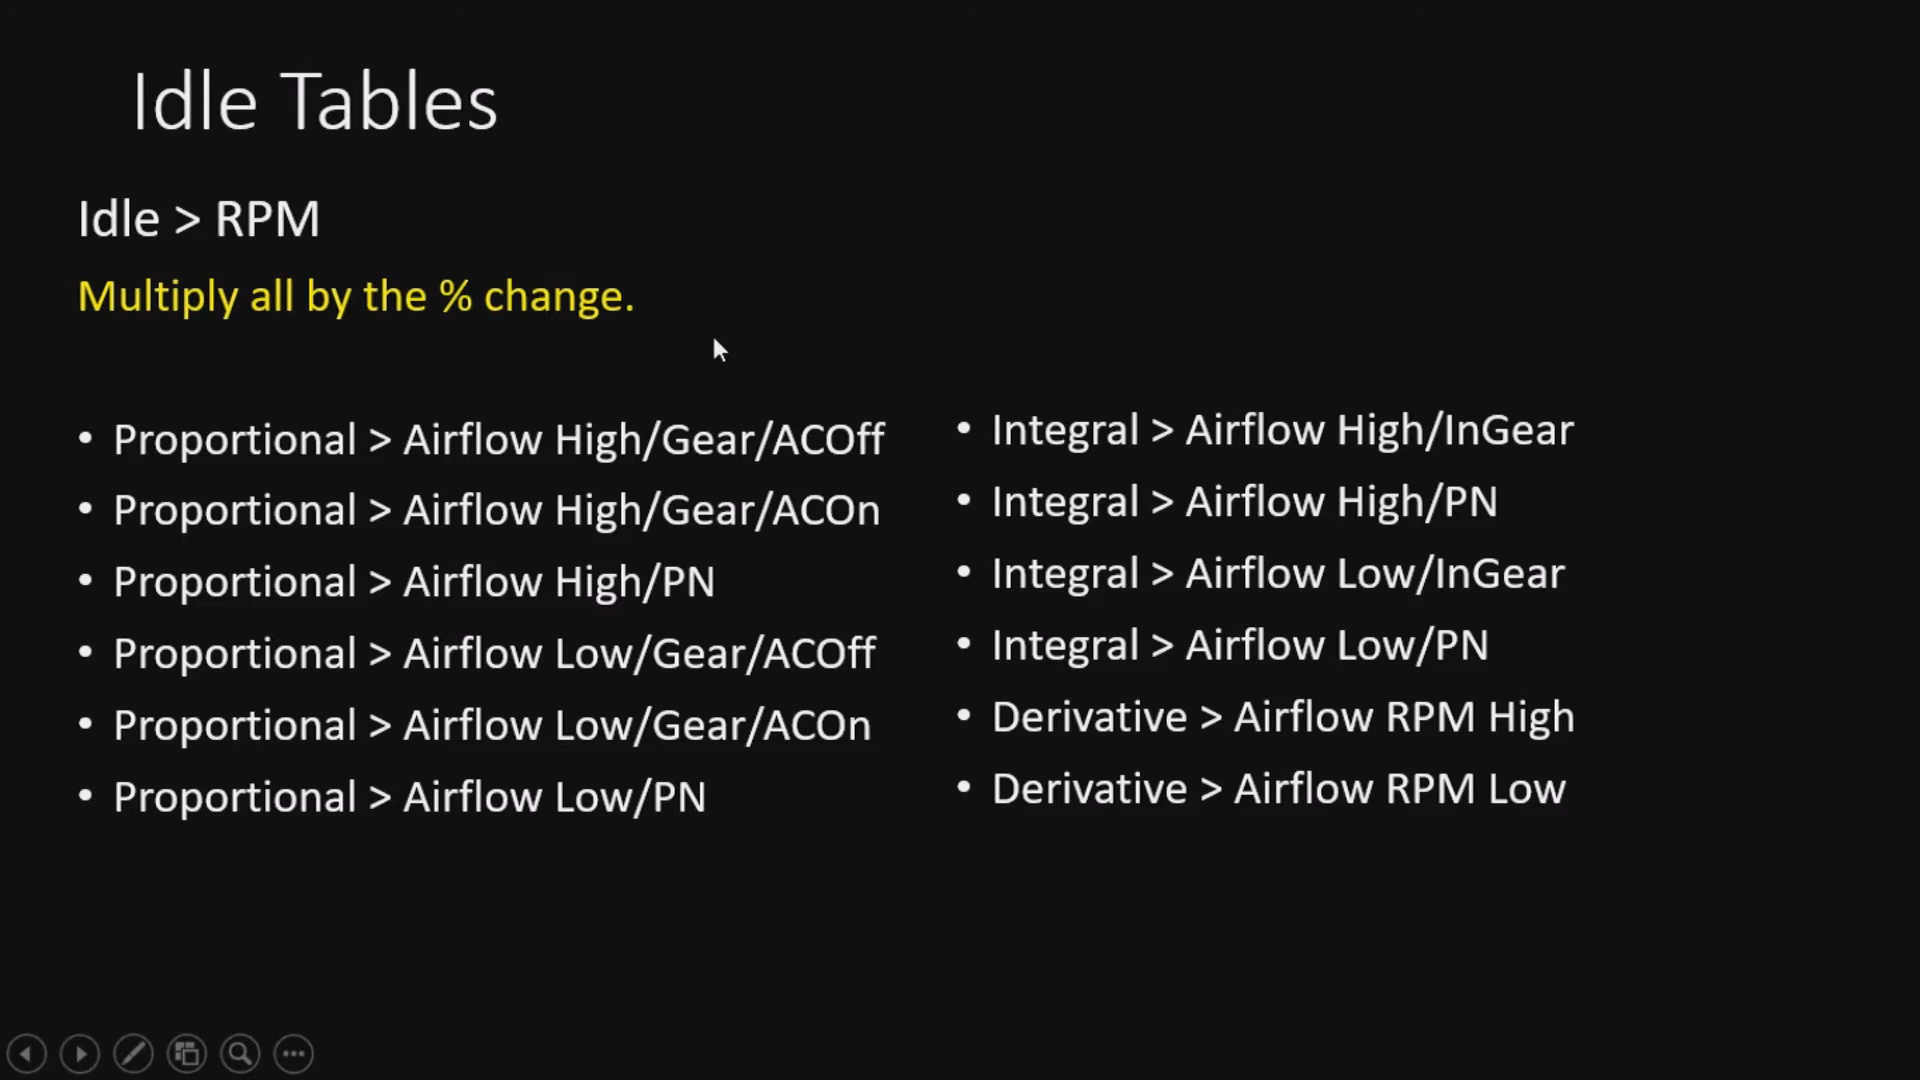 Idle Tables
Idle > RPM
Multiply all by the % change.
• Proportional > Airflow High/Gear/ACOff
• Proportional > Airflow High/Gear/ACOn
• Proportional > Airflow High/PN
• Proportional > Airflow Low/Gear/ACOff
• Proportional > Airflow Low/Gear/ACOn
• Proportional > Airflow Low/PN
• Integral > Airflow High/InGear
• Integral > Airflow High/PN
• Integral > Airflow Low/InGear
• Integral > Airflow Low/PN
• Derivative > Airflow RPM High
• Derivative > Airflow RPM Low